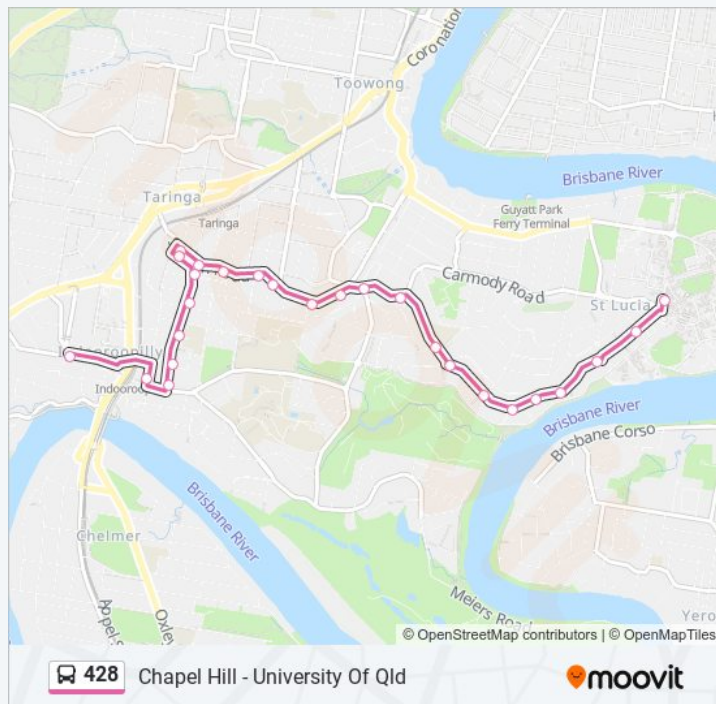 Coronation
Toowong
Brisbane River
Taringa
Taringa
Guyatt Park
Ferry Terminal
Carmody Road
St Lucia
Indooroopilly
Brisbane River
Brisbane Corso
Brisbane River
Chelmer
Oxley
Meiers Road
Yero
© OpenStreetMap contributors | © OpenMapTiles
428 Chapel Hill - University Of Qld
moovit